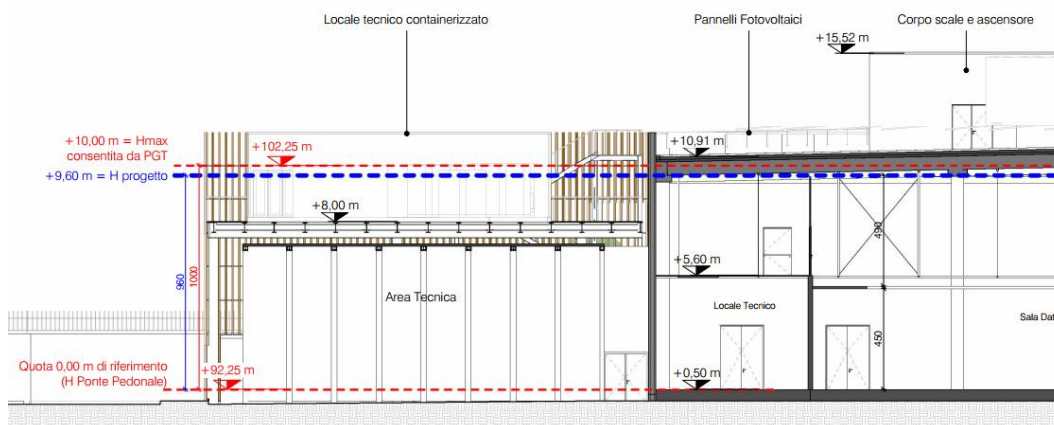 Locale tecnico containerizzato
Pannelli Fotovoltaici
Corpo scale e ascensore
+15,52 m
+10,00 m = Hmax
consentita da PGT
+102,25 m
+10,91 m
+9,60 m = H progetto
+8,00 m
490
+5,60 m
960
1000
Area Tecnica
Locale Tecnico
Sala Dat
450
Quota 0,00 m di riferimento
(H Ponte Pedonale)
+92,25 m
+0,50 m